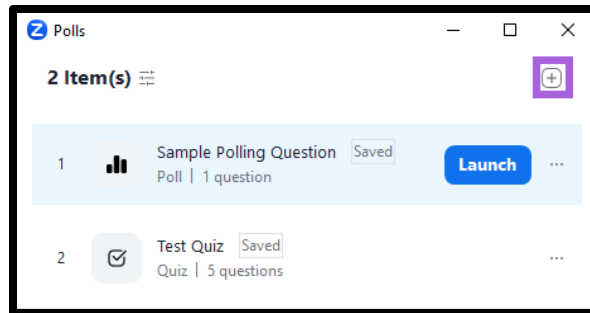 Polls
2 Item(s)
1
Sample Polling Question Saved
Poll | 1 question
Launch
2
Test Quiz Saved
Quiz | 5 questions